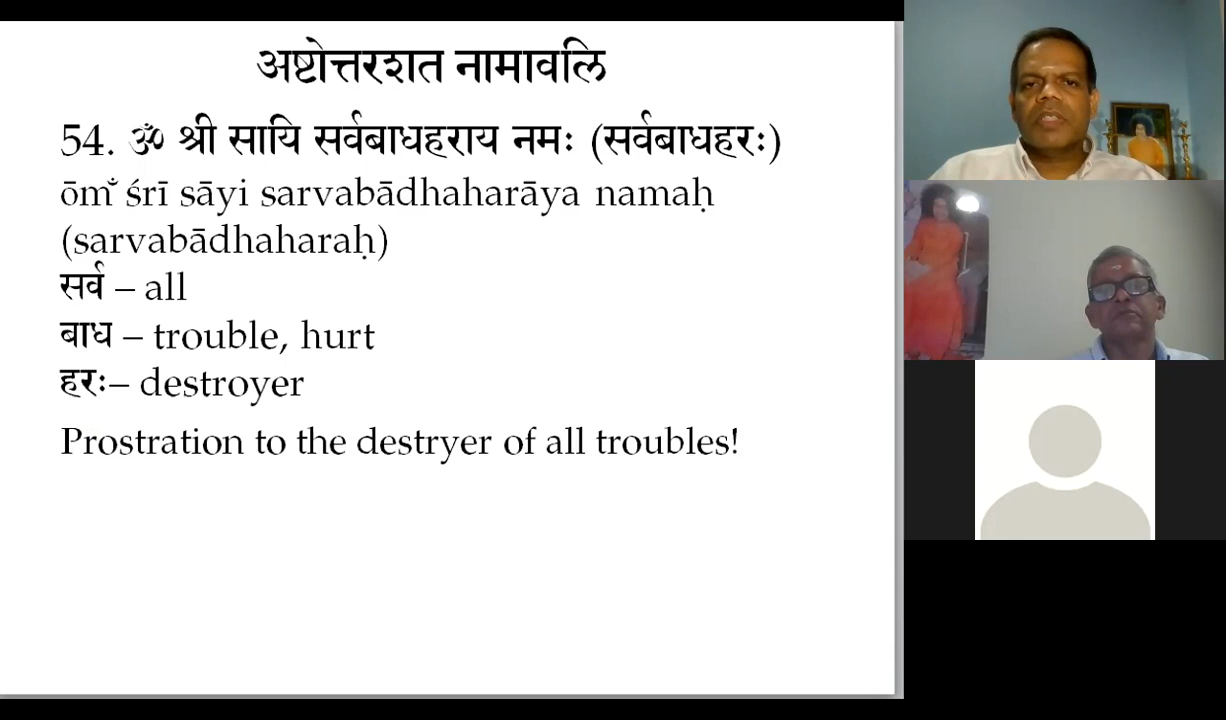 अष्टोत्तरशत नामावलि
54. ॐ श्री सायि सर्वबाधहराय नमः (सर्वबाधहरः)
ōm̐ śrī sāyi sarvabādhaharāya namaḥ
(sarvabādhaharaḥ)
सर्व – all
बाध – trouble, hurt
हरः– destroyer
Prostration to the destryer of all troubles!